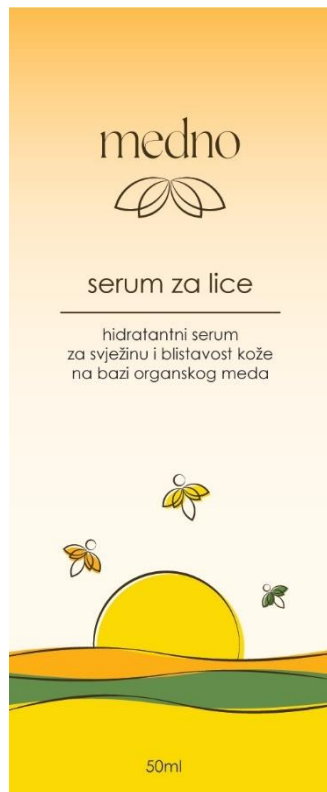 medno
serum za lice
hidratantni serum
za svježinu i blistavost kože
na bazi organskog meda
50ml